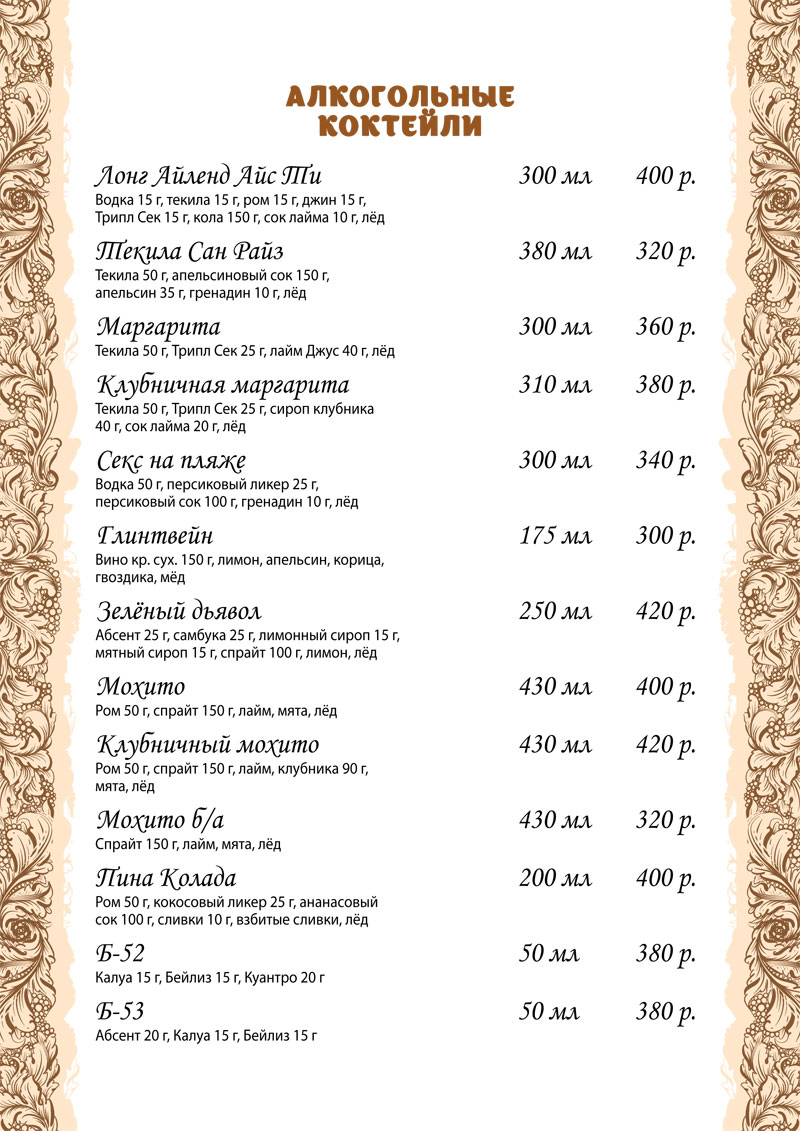 АЛКОГОЛЬНЫЕ
КОКТЕЙЛИ
Лонг Айленд Айс Ти 300 мл 400 р.
Водка 15 г, текила 15 г, ром 15 г, джин 15 г,
Трипл Сек 15 г, кола 150 г, сок лайма 10 г, лёд
Текила Сан Райз 380 мл 320 р.
Текила 50 г, апельсиновый сок 150 г,
апельсин 35 г, гренадин 10 г, лёд
Маргарита 300 мл 360 р.
Текила 50 г, Трипл Сек 25 г, лайм Джус 40 г, лёд
Клубничная маргарита 310 мл 380 р.
Текила 50 г, Трипл Сек 25 г, сироп клубника
40 г, сок лайма 20 г, лёд
Секс на пляже 300 мл 340 р.
Водка 50 г, персиковый ликер 25 г,
персиковый сок 100 г, гренадин 10 г, лёд
Глинтвейн 175 мл 300 р.
Вино кр. сух. 150 г, лимон, апельсин, корица,
гвоздика, мёд
Зелёный дьявол 250 мл 420 р.
Абсент 25 г, самбука 25 г, лимонный сироп 15 г,
мятный сироп 15 г, спрайт 100 г, лимон, лёд
Мохито 430 мл 400 р.
Ром 50 г, спрайт 150 г, лайм, мята, лёд
Клубничный мохито 430 мл 420 р.
Ром 50 г, спрайт 150 г, лайм, клубника 90 г,
мята, лёд
Мохито б/а 430 мл 320 р.
Спрайт 150 г, лайм, мята, лёд
Пина Колада 200 мл 400 р.
Ром 50 г, кокосовый ликер 25 г, ананасовый
сок 100 г, сливки 10 г, взбитые сливки, лёд
Б-52 50 мл 380 р.
Калуа 15 г, Бейлиз 15 г, Куантро 20 г
Б-53 50 мл 380 р.
Абсент 20 г, Калуа 15 г, Бейлиз 15 г